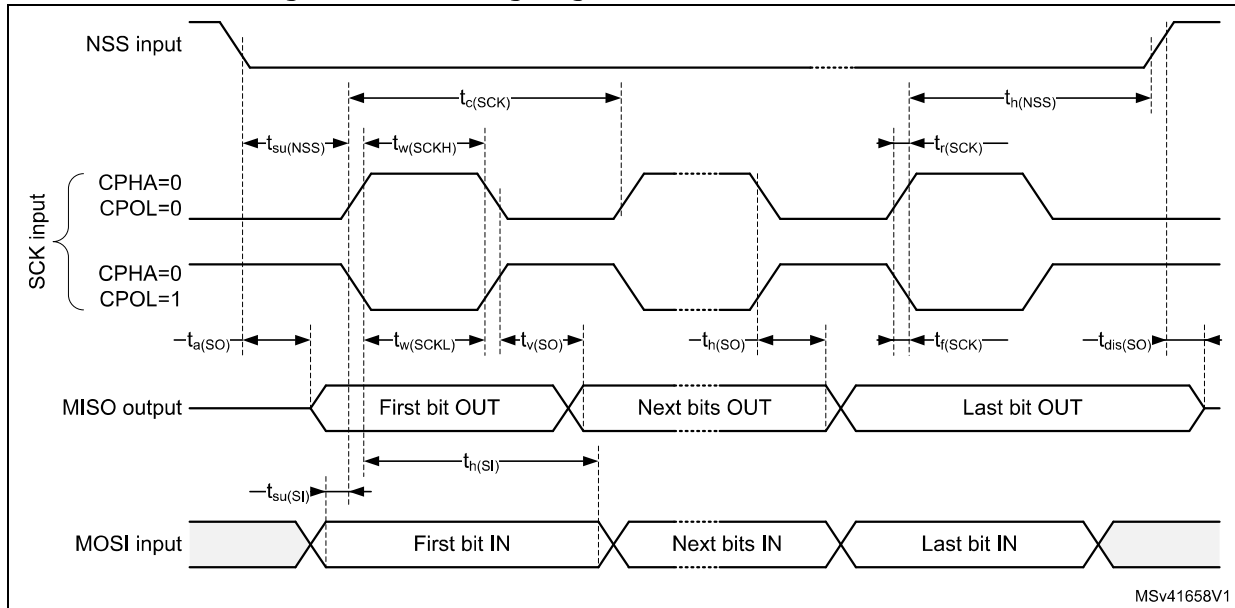 NSS input
tc(SCK)
th(NSS)
tsu(NSS)
tw(SCKH)
tr(SCK)
SCK input
CPHA=0
CPOL=0
CPHA=0
CPOL=1
ta(SO)
tw(SCKL)
tv(SO)
th(SO)
tf(SCK)
tdis(SO)
MISO output
First bit OUT
Next bits OUT
Last bit OUT
th(SI)
tsu(SI)
MOSI input
First bit IN
Next bits IN
Last bit IN
MSv41658V1